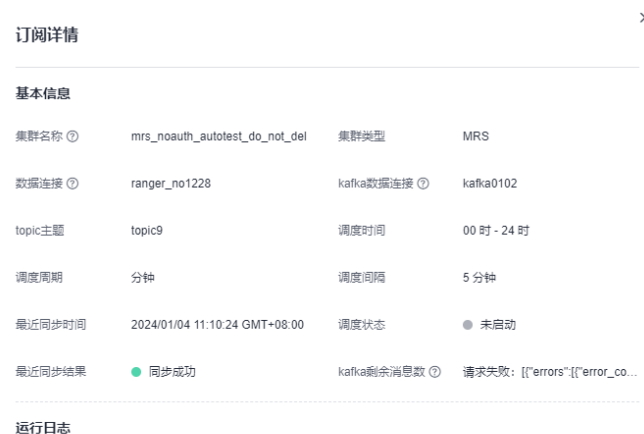 订阅详情
基本信息
集群名称 mrs_noauth_autotest_do_not_del 集群类型 MRS
数据连接 ranger_no1228 kafka数据连接 kafka0102
topic主题 topic9 调度时间 00 时 - 24 时
调度周期 分钟 调度间隔 5 分钟
最近同步时间 2024/01/04 11:10:24 GMT+08:00 调度状态 未启动
最近同步结果 同步成功 kafka剩余消息数 请求失败：[{"errors":[{"error_co...
运行日志